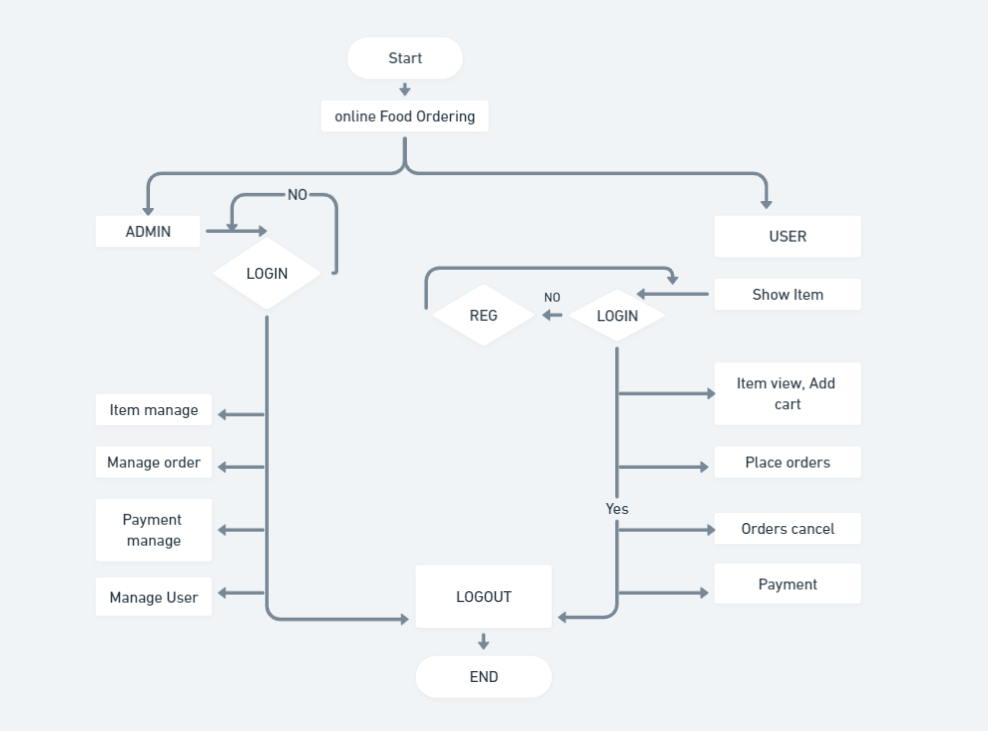 Start
online Food Ordering
NO
ADMIN
USER
LOGIN
Show Item
NO
REG
LOGIN
Item view, Add
cart
Item manage
Manage order
Place orders
Yes
Payment
manage
Orders cancel
Manage User
LOGOUT
Payment
END